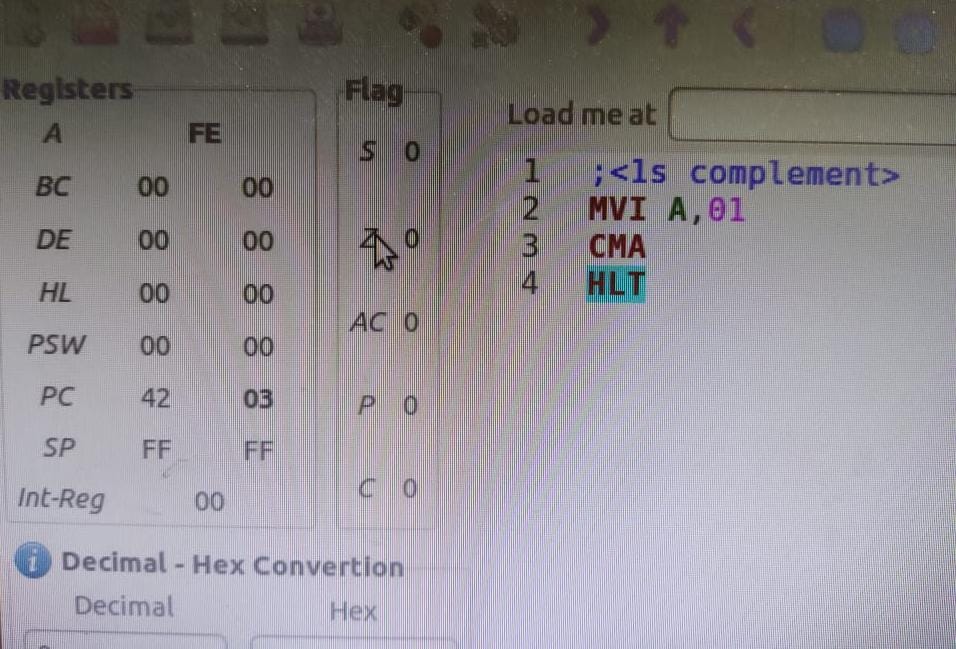 Registers
A FE
BC 00 00
DE 00 00
HL 00 00
PSW 00 00
PC 42 03
SP FF FF
Int-Reg 00
Flag
S 0
Z 0
AC 0
P 0
C 0
Load me at
1 ;<1s complement>
2 MVI A,01
3 CMA
4 HLT
i Decimal - Hex Convertion
Decimal Hex